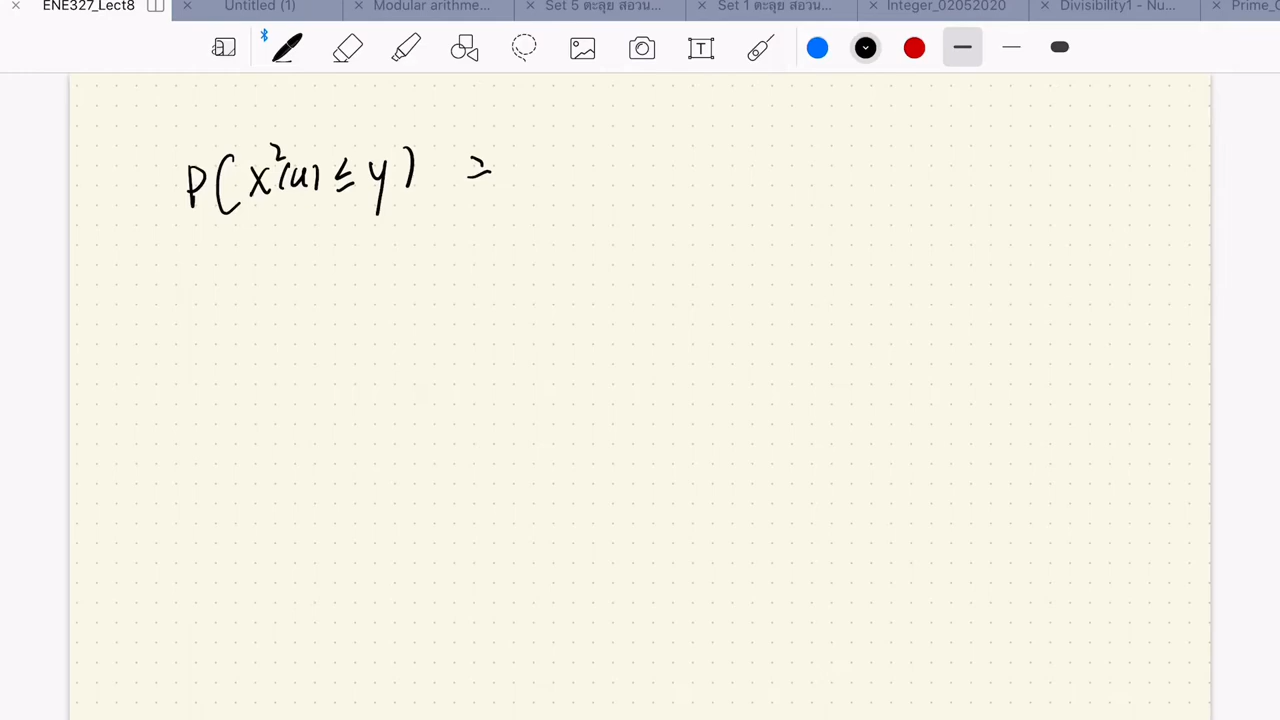 ENE327_Lect8 Untitled (1) Modular arithme... Set 5 ตะลุย สอวน... Set 1 ตะลุย สอวน... Integer_02052020 Divisibility1 - Nu... Prime_
T
P(X²(u) ≤ y) =